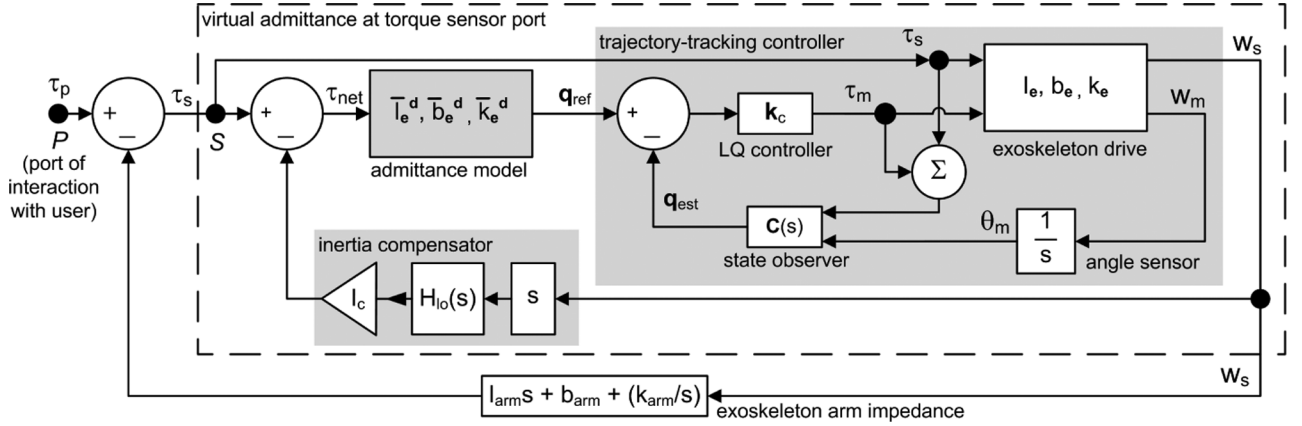 virtual admittance at torque sensor port
trajectory-tracking controller
τs
ws
τp
τs
τnet
Īe^d, b̄e^d, k̄e^d
qref
τm
Ie, be, ke
wm
+
−
+
−
+
−
kc
P
S
LQ controller
exoskeleton drive
(port of
interaction
with user)
admittance model
Σ
qest
C(s)
θm
1
s
state observer
angle sensor
inertia compensator
Ic
Hlo(s)
s
ws
Iarms + barm + (karm/s)
exoskeleton arm impedance